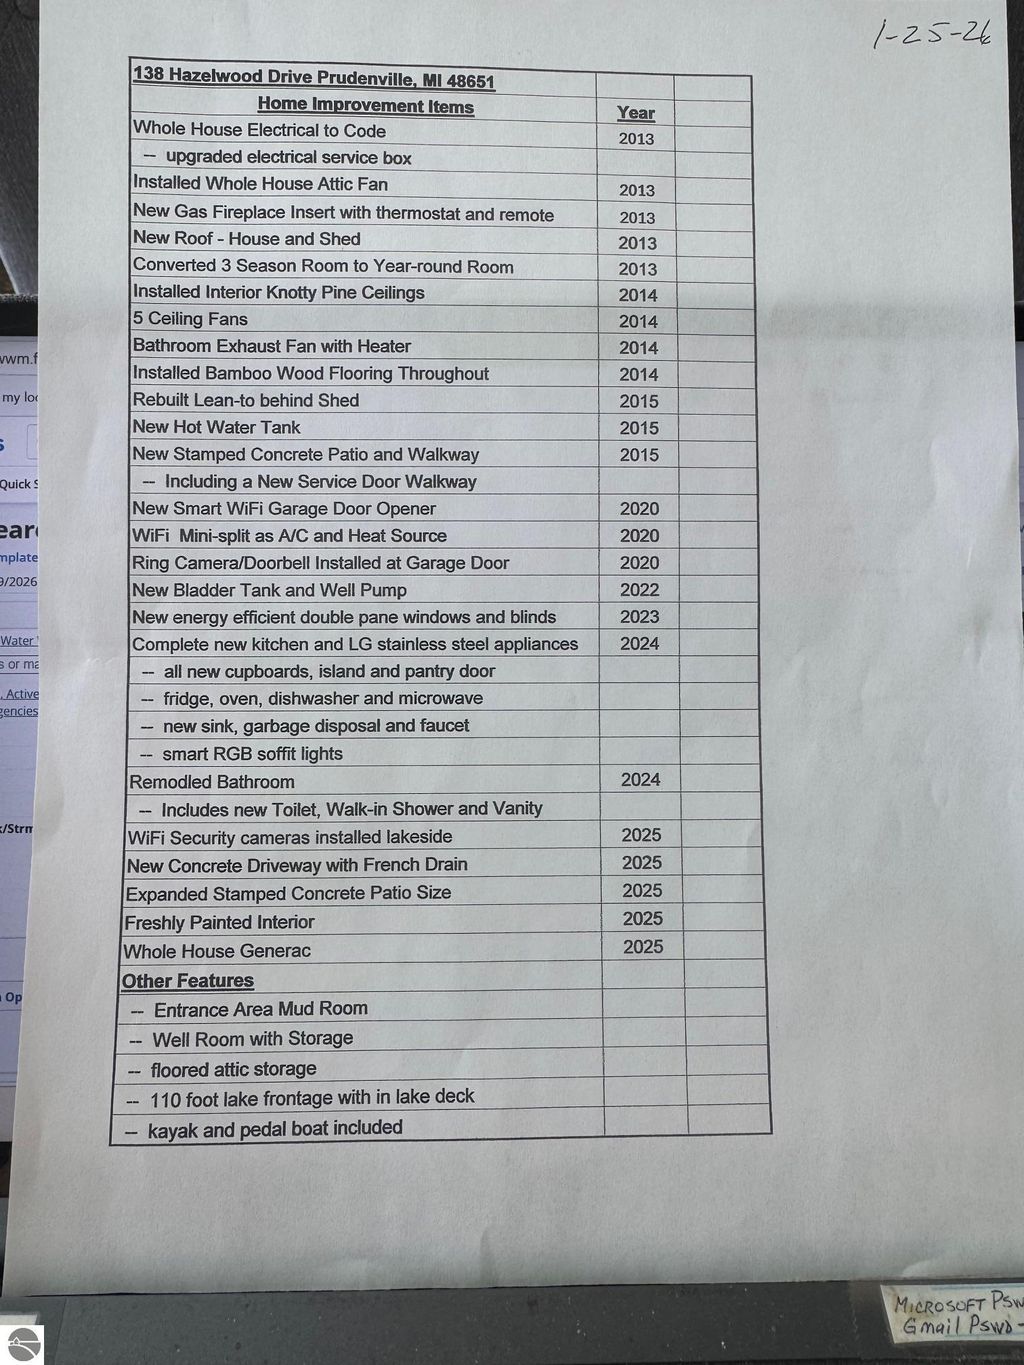 1-25-26
138 Hazelwood Drive Prudenville, MI 48651
Home Improvement Items Year
Whole House Electrical to Code 2013
-- upgraded electrical service box
Installed Whole House Attic Fan 2013
New Gas Fireplace Insert with thermostat and remote 2013
New Roof - House and Shed 2013
Converted 3 Season Room to Year-round Room 2013
Installed Interior Knotty Pine Ceilings 2014
5 Ceiling Fans 2014
Bathroom Exhaust Fan with Heater 2014
Installed Bamboo Wood Flooring Throughout 2014
Rebuilt Lean-to behind Shed 2015
New Hot Water Tank 2015
New Stamped Concrete Patio and Walkway 2015
-- Including a New Service Door Walkway
New Smart WiFi Garage Door Opener 2020
WiFi Mini-split as A/C and Heat Source 2020
Ring Camera/Doorbell Installed at Garage Door 2020
New Bladder Tank and Well Pump 2022
New energy efficient double pane windows and blinds 2023
Complete new kitchen and LG stainless steel appliances 2024
-- all new cupboards, island and pantry door
-- fridge, oven, dishwasher and microwave
-- new sink, garbage disposal and faucet
-- smart RGB soffit lights
Remodled Bathroom 2024
-- Includes new Toilet, Walk-in Shower and Vanity
WiFi Security cameras installed lakeside 2025
New Concrete Driveway with French Drain 2025
Expanded Stamped Concrete Patio Size 2025
Freshly Painted Interior 2025
Whole House Generac 2025
Other Features
-- Entrance Area Mud Room
-- Well Room with Storage
-- floored attic storage
-- 110 foot lake frontage with in lake deck
-- kayak and pedal boat included
my
Quick
/2026
Water
s or
Active
Op
MICROSOFT PSW
Gmail PSWD -